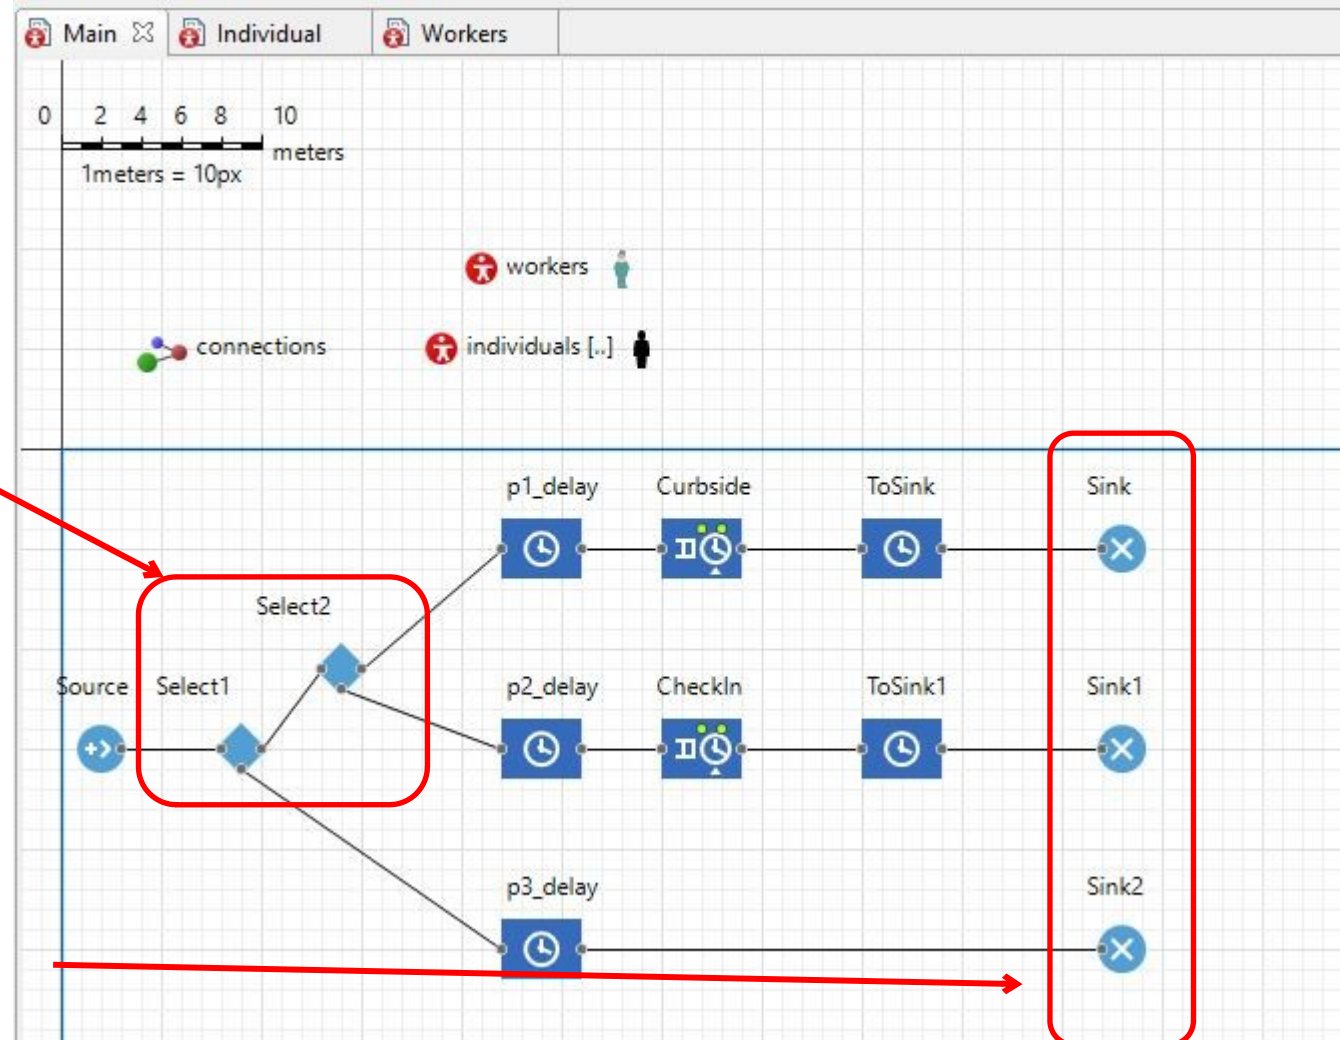 Main Individual Workers
0 2 4 6 8 10
meters
1meters = 10px
workers
connections individuals [..]
p1_delay Curbside ToSink Sink
Select2
Source Select1 p2_delay CheckIn ToSink1 Sink1
p3_delay Sink2